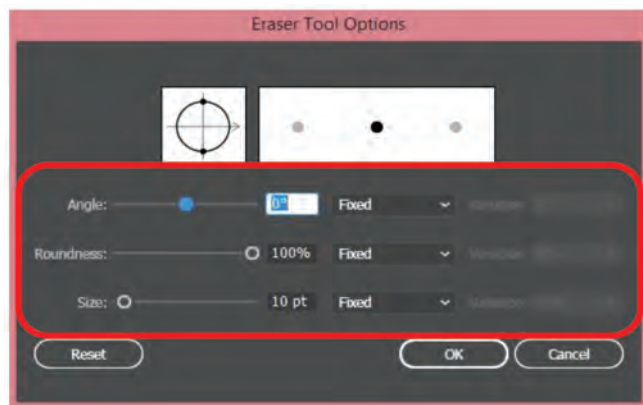 Eraser Tool Options
Angle: 0° Fixed
Roundness: 100% Fixed
Size: 10 pt Fixed
Reset OK Cancel